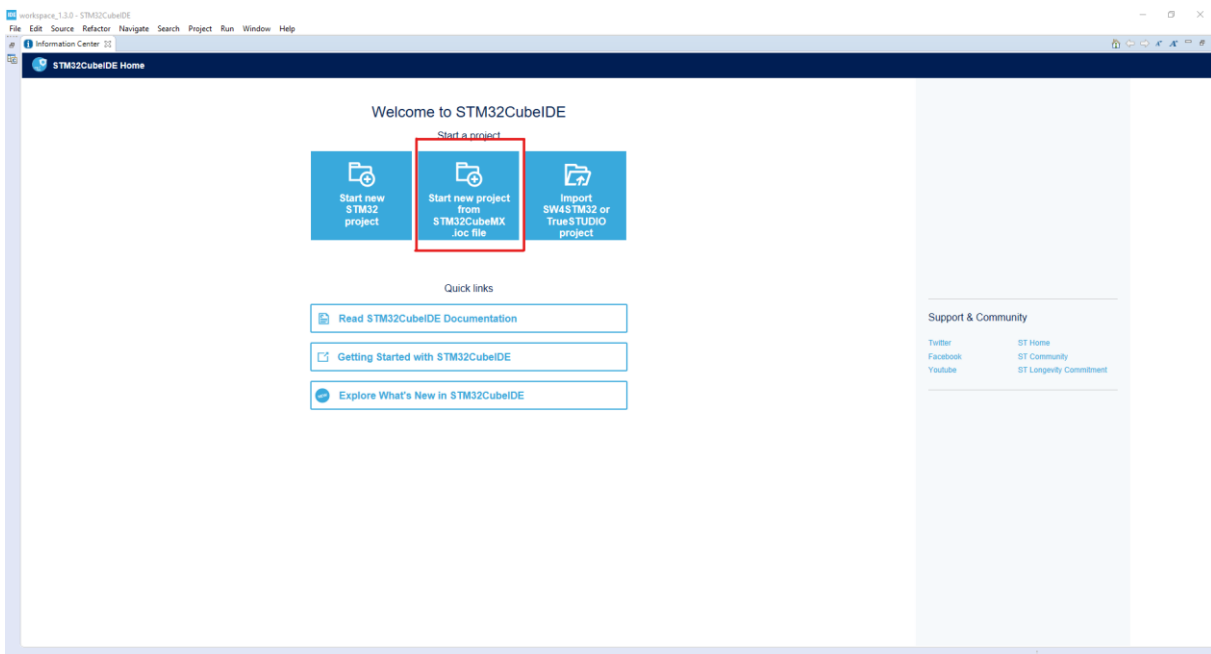 workspace_1.3.0 - STM32CubeIDE
File Edit Source Refactor Navigate Search Project Run Window Help
Information Center
STM32CubeIDE Home
Welcome to STM32CubeIDE
Start a project
Start new
STM32
project
Start new project
from
STM32CubeMX
.ioc file
Import
SW4STM32 or
TrueSTUDIO
project
Quick links
Read STM32CubeIDE Documentation
Getting Started with STM32CubeIDE
Explore What's New in STM32CubeIDE
Support & Community
Twitter ST Home
Facebook ST Community
Youtube ST Longevity Commitment